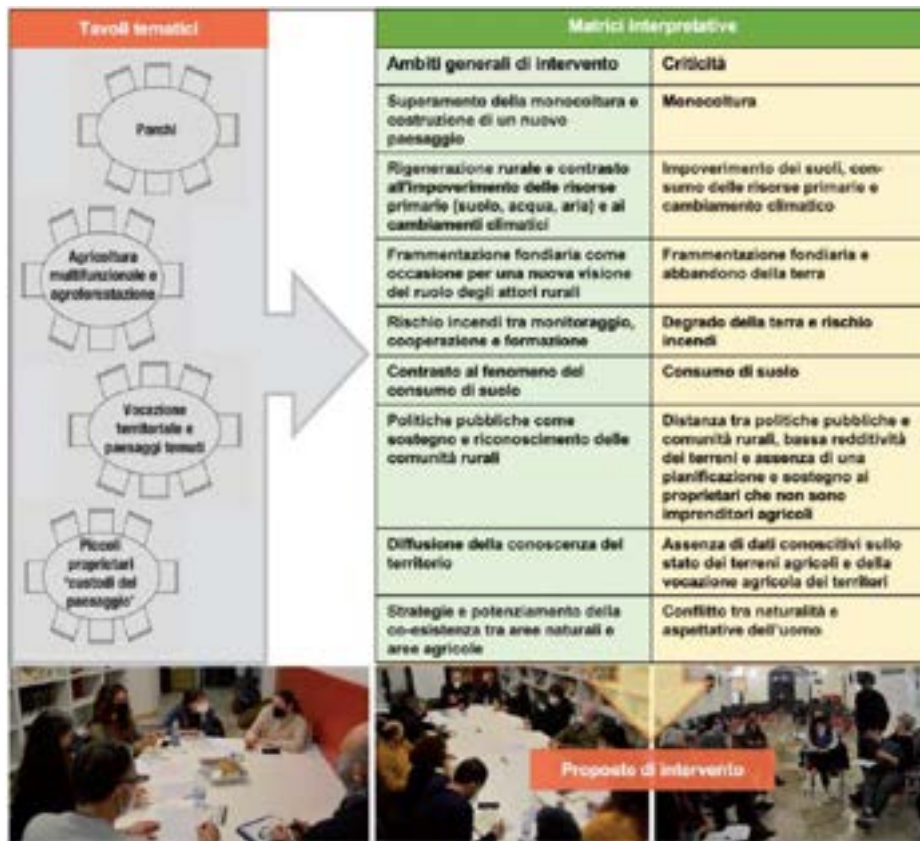 Tavoli tematici
Parchi
Agricoltura
multifunzionale e
agroforestazione
Vocazione
territoriale e
paesaggi temuti
Piccoli
proprietari
"custodi del
paesaggio"
Matrici interpretative
Ambiti generali di intervento
Criticità
Superamento della monocoltura e
costruzione di un nuovo
paesaggio
Monocoltura
Rigenerazione rurale e contrasto
all'impoverimento delle risorse
primarie (suolo, acqua, aria) e ai
cambiamenti climatici
Impoverimento dei suoli, con-
sumo delle risorse primarie e
cambiamento climatico
Frammentazione fondiaria come
occasione per una nuova visione
del ruolo degli attori rurali
Frammentazione fondiaria e
abbandono della terra
Rischio incendi tra monitoraggio,
cooperazione e formazione
Degrado della terra e rischio
incendi
Contrasto al fenomeno del
consumo di suolo
Consumo di suolo
Politiche pubbliche come
sostegno e riconoscimento delle
comunità rurali
Distanza tra politiche pubbliche e
comunità rurali, bassa redditività
dei terreni e assenza di una
pianificazione e sostegno ai
proprietari che non sono
imprenditori agricoli
Diffusione della conoscenza del
territorio
Assenza di dati conoscitivi sullo
stato dei terreni agricoli e della
vocazione agricola dei territori
Strategie e potenziamento della
co-esistenza tra aree naturali e
aree agricole
Conflitto tra naturalità e
aspettative dell'uomo
Proposte di intervento